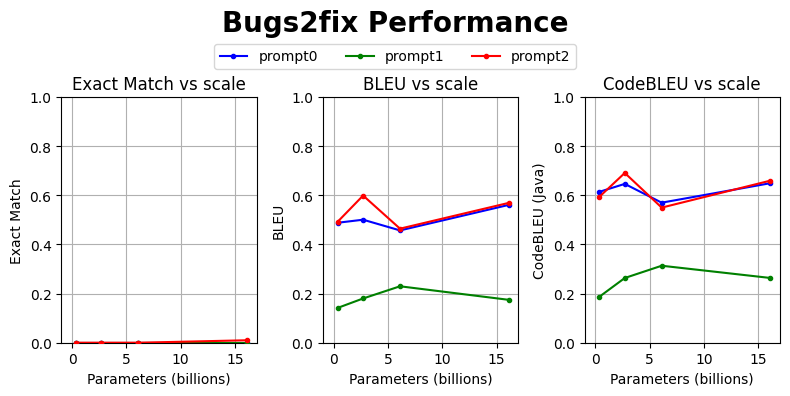 Bugs2fix Performance
prompt0 prompt1 prompt2
Exact Match vs scale
1.0
0.8
0.6
0.4
0.2
0.0
Exact Match
0 5 10 15
Parameters (billions)
BLEU vs scale
1.0
0.8
0.6
0.4
0.2
0.0
BLEU
0 5 10 15
Parameters (billions)
CodeBLEU vs scale
1.0
0.8
0.6
0.4
0.2
0.0
CodeBLEU (Java)
0 5 10 15
Parameters (billions)